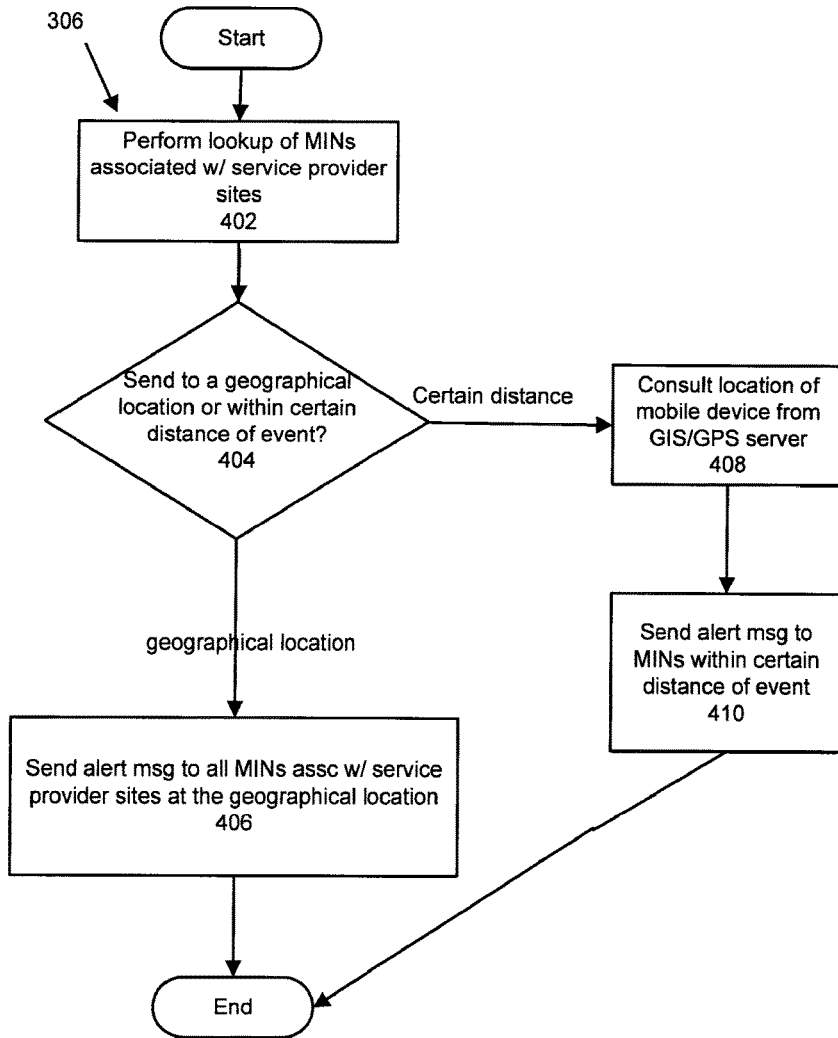 306
Start
Perform lookup of MINs
associated w/ service provider
sites
402
Send to a geographical
location or within certain
distance of event?
404
Certain distance
Consult location of
mobile device from
GIS/GPS server
408
geographical location
Send alert msg to
MINs within certain
distance of event
410
Send alert msg to all MINs assc w/ service
provider sites at the geographical location
406
End